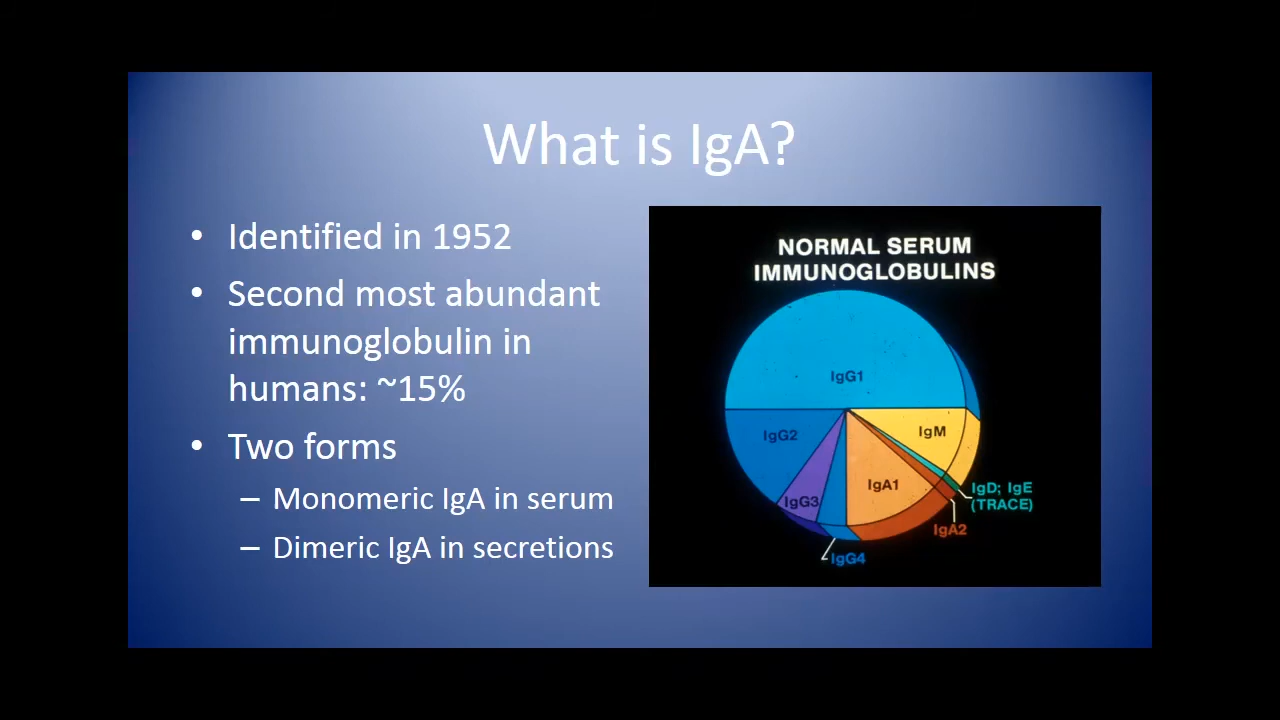 What is IgA?
• Identified in 1952
• Second most abundant
immunoglobulin in
humans: ~15%
• Two forms
– Monomeric IgA in serum
– Dimeric IgA in secretions
NORMAL SERUM
IMMUNOGLOBULINS
IgG1
IgG2
IgM
IgG3
IgA1
IgD; IgE
(TRACE)
IgA2
IgG4